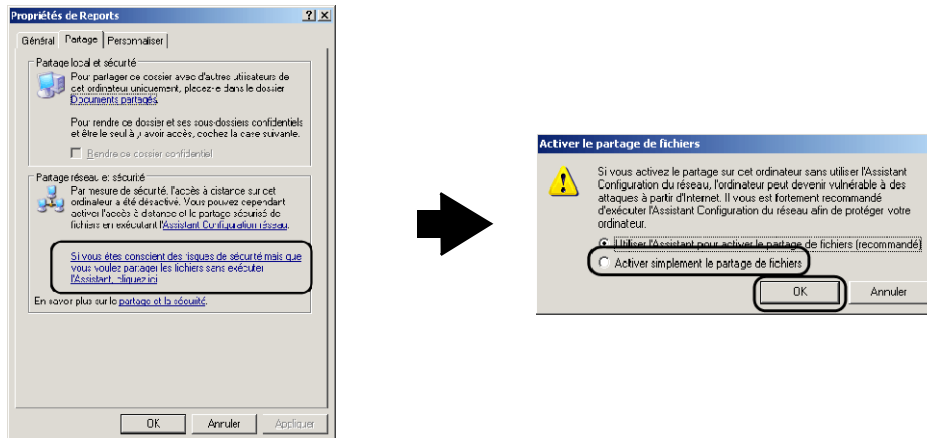 Propriétés de Reports
Général Partage Personnaliser
Partage local et sécurité
Pour partager ce dossier avec d'autres utilisateurs de
cet ordinateur uniquement, placez-le dans le dossier
Documents partagés.
Pour rendre ce dossier et ses sous-dossiers confidentiels
et être le seul à y avoir accès, cochez la case suivante.
Rendre ce dossier confidentiel
Partage réseau et sécurité
Par mesure de sécurité, l'accès à distance sur cet
ordinateur a été désactivé. Vous pouvez cependant
activer l'accès à distance et le partage sécurisé de
fichiers en exécutant l'Assistant Configuration réseau.
Si vous êtes conscient des risques de sécurité mais que
vous voulez partager les fichiers sans exécuter
l'Assistant, cliquez ici.
En savoir plus sur le partage et la sécurité.
OK Annuler Appliquer
Activer le partage de fichiers
Si vous activez le partage sur cet ordinateur sans utiliser l'Assistant
Configuration du réseau, l'ordinateur peut devenir vulnérable à des
attaques à partir d'Internet. Il vous est fortement recommandé
d'exécuter l'Assistant Configuration du réseau afin de protéger votre
ordinateur.
Utiliser l'Assistant pour activer le partage de fichiers (recommandé)
Activer simplement le partage de fichiers
OK Annuler